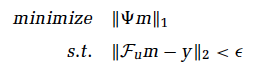 minimize ‖Ψm‖₁
s.t. ‖ℱᵤm − y‖₂ < ϵ